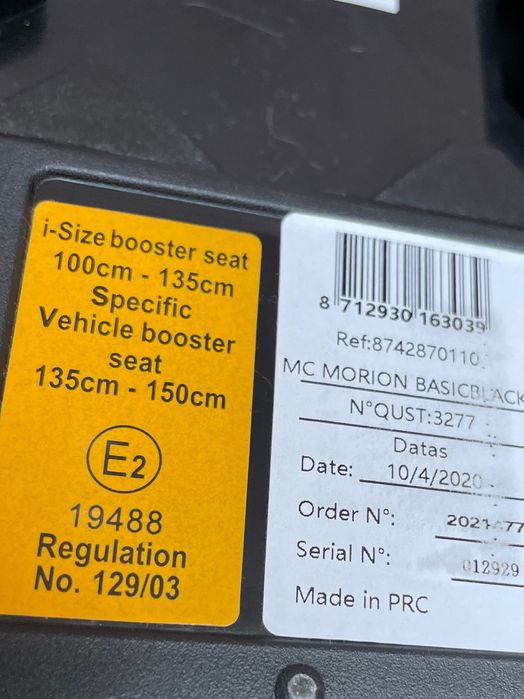 i-Size booster seat
100cm - 135cm
Specific
Vehicle booster
seat
135cm - 150cm
E2
19488
Regulation
No. 129/03
8 712930 163039
Ref:8742870110
MC MORION BASICBLACK
N°QUST:3277
Datas
Date: 10/4/2020
Order N°:
Serial N°: 012929
Made in PRC